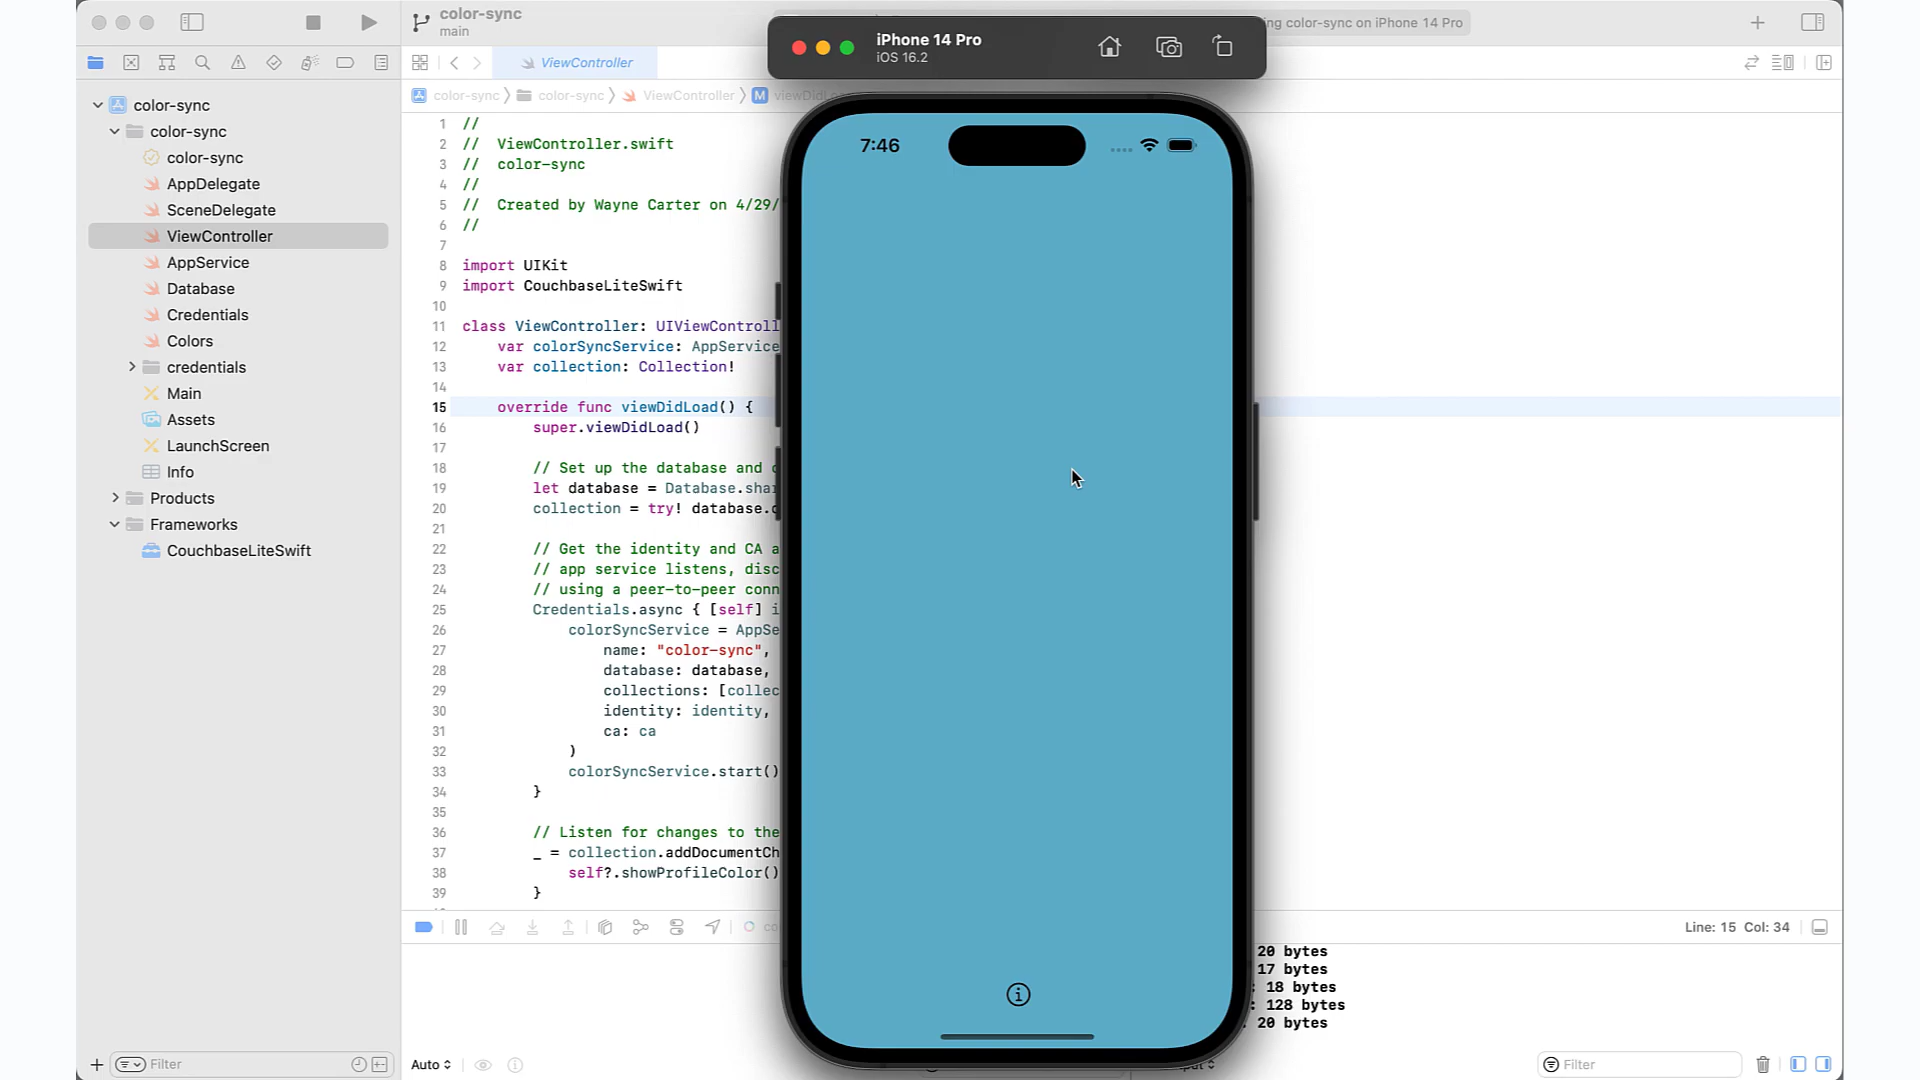 color-sync
main
ing color-sync on iPhone 14 Pro
iPhone 14 Pro
iOS 16.2
ViewController
color-sync
color-sync
ViewController
M
color-sync
color-sync
color-sync
AppDelegate
SceneDelegate
ViewController
AppService
Database
Credentials
Colors
credentials
Main
Assets
LaunchScreen
Info
Products
Frameworks
CouchbaseLiteSwift
Filter
1 //
2 // ViewController.swift
3 // color-sync
4 //
5 // Created by Wayne Carter on 4/29/
6 //
7
8 import UIKit
9 import CouchbaseLiteSwift
10
11 class ViewController: UIViewControll
12 var colorSyncService: AppService
13 var collection: Collection!
14
15 override func viewDidLoad() {
16 super.viewDidLoad()
17
18 // Set up the database and c
19 let database = Database.shar
20 collection = try! database.d
21
22 // Get the identity and CA a
23 // app service listens, disc
24 // using a peer-to-peer conn
25 Credentials.async { [self] i
26 colorSyncService = AppSe
27 name: "color-sync",
28 database: database,
29 collections: [collec
30 identity: identity,
31 ca: ca
32 )
33 colorSyncService.start()
34 }
35
36 // Listen for changes to the
37 _ = collection.addDocumentCh
38 self?.showProfileColor()
39 }
7:46
Line: 15 Col: 34
20 bytes
17 bytes
: 18 bytes
: 128 bytes
20 bytes
Auto
Filter